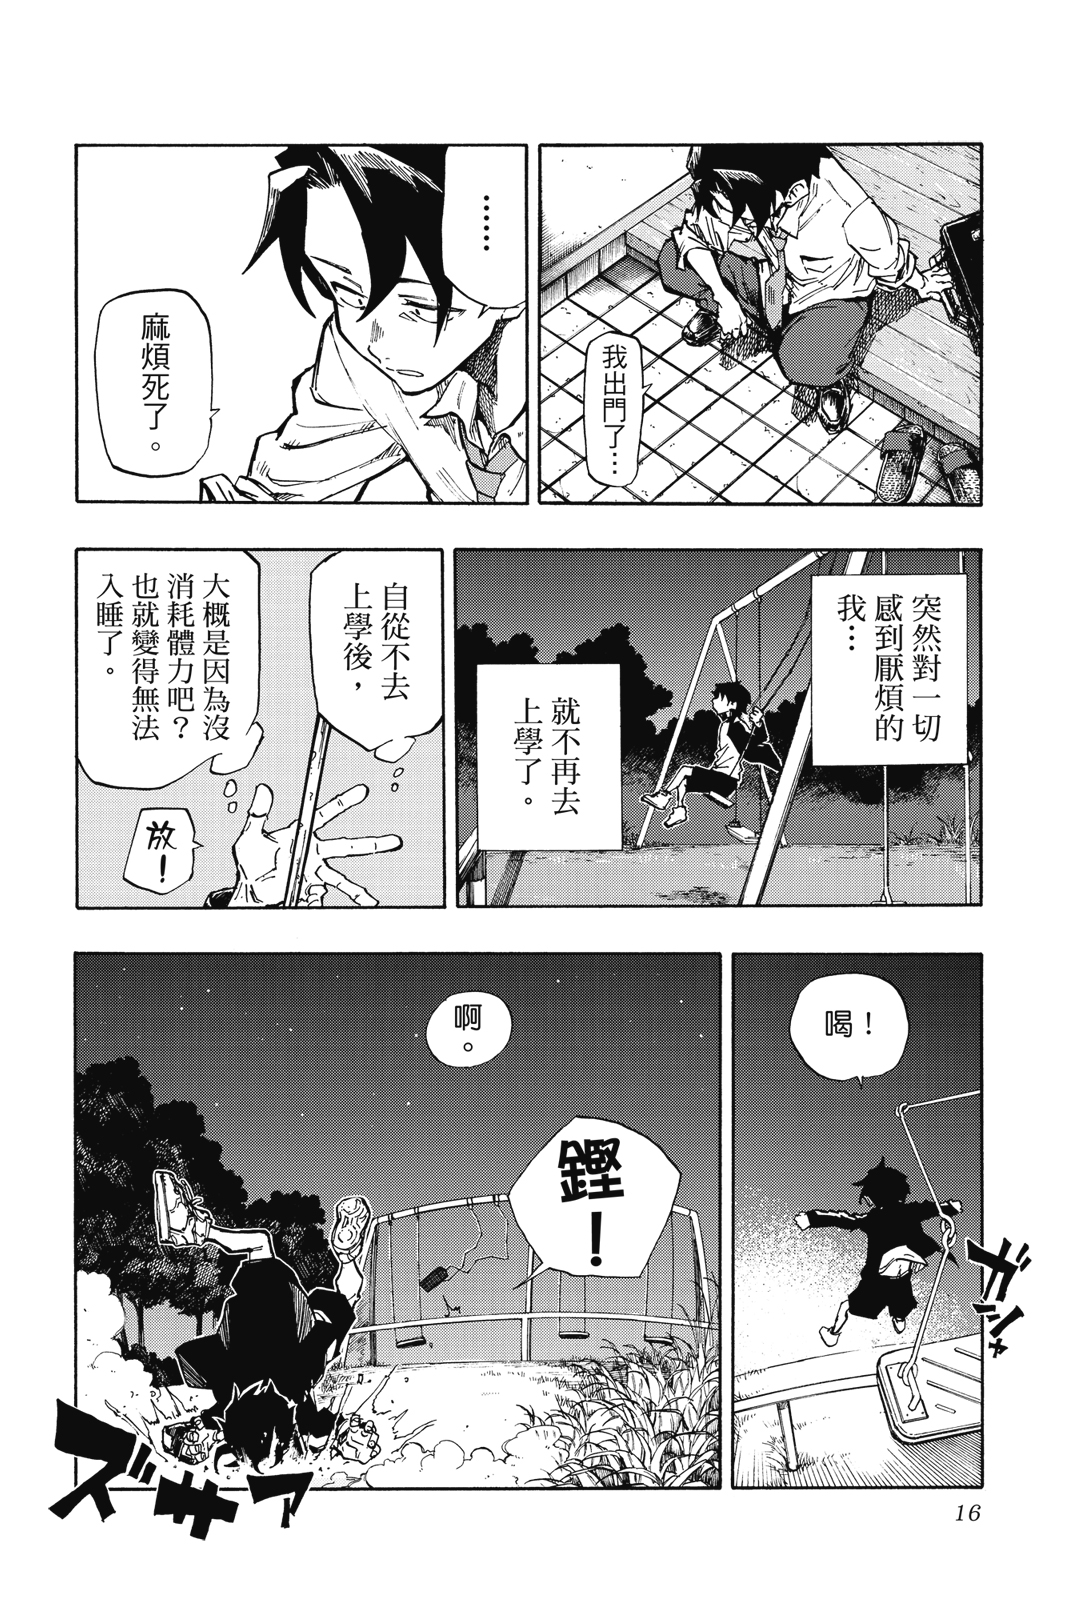 我出門了…
……
麻煩死了。
突然對一切
感到厭煩的
我…
就不再去
上學了。
自從不去
上學後，
大概是因為沒
消耗體力吧？
也就變得無法
入睡了。
放！
喝！
ガシャ
啊。
鏗！
ズザァ
16